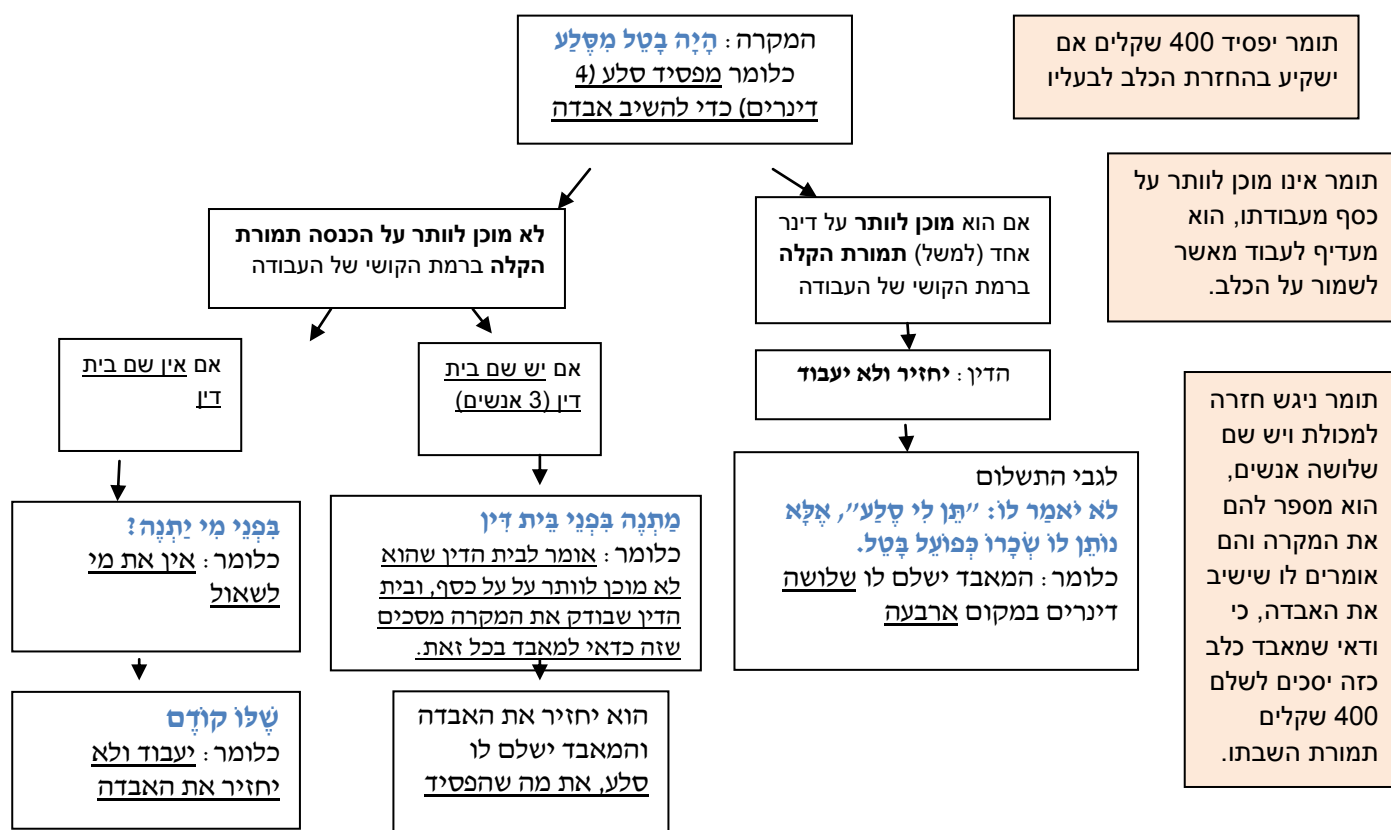 המקרה: הָיָה בָטֵל מִסֶּלַע
כלומר מפסיד סלע (4
דינרים) כדי להשיב אבדה
תומר יפסיד 400 שקלים אם
ישקיע בהחזרת הכלב לבעליו
תומר אינו מוכן לוותר על
כסף מעבודתו, הוא
מעדיף לעבוד מאשר
לשמור על הכלב.
אם הוא מוכן לוותר על דינר
אחד (למשל) תמורת הקלה
ברמת הקושי של העבודה
לא מוכן לוותר על הכנסה תמורת
הקלה ברמת הקושי של העבודה
הדין: יחזיר ולא יעבוד
אם יש שם בית
דין (3 אנשים)
אם אין שם בית
דין
תומר ניגש חזרה
למכולת ויש שם
שלושה אנשים,
הוא מספר להם
את המקרה והם
אומרים לו שישיב
את האבדה, כי
ודאי שמאבד כלב
כזה יסכים לשלם
400 שקלים
תמורת השבתו.
לגבי התשלום
לֹא יֹאמַר לוֹ: "תֵּן לִי סֶלַע", אֶלָּא
נוֹתֵן לוֹ שְׂכָרוֹ כְּפוֹעֵל בָּטֵל.
כלומר: המאבד ישלם לו שלושה
דינרים במקום ארבעה
מַתְנֶה בִּפְנֵי בֵּית דִּין
כלומר: אומר לבית הדין שהוא
לא מוכן לוותר על על כסף, ובית
הדין שבודק את המקרה מסכים
שזה כדאי למאבד בכל זאת.
בִּפְנֵי מִי יַתְנֶה?
כלומר: אין את מי
לשאול
הוא יחזיר את האבדה
והמאבד ישלם לו
סלע, את מה שהפסיד
שֶׁלּוֹ קוֹדֵם
כלומר: יעבוד ולא
יחזיר את האבדה